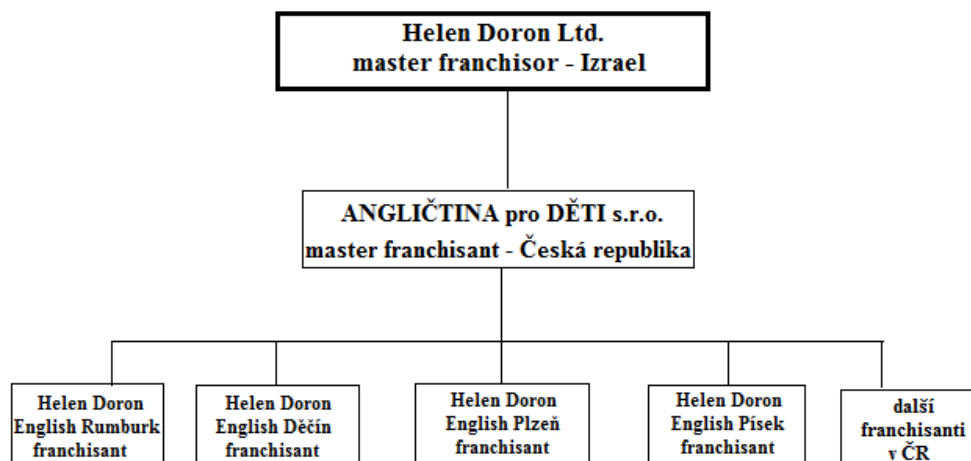 Helen Doron Ltd.
master franchisor - Izrael
ANGLIČTINA pro DĚTI s.r.o.
master franchisant - Česká republika
Helen Doron
English Rumburk
franchisant
Helen Doron
English Děčín
franchisant
Helen Doron
English Plzeň
franchisant
Helen Doron
English Písek
franchisant
další
franchisanti
v ČR